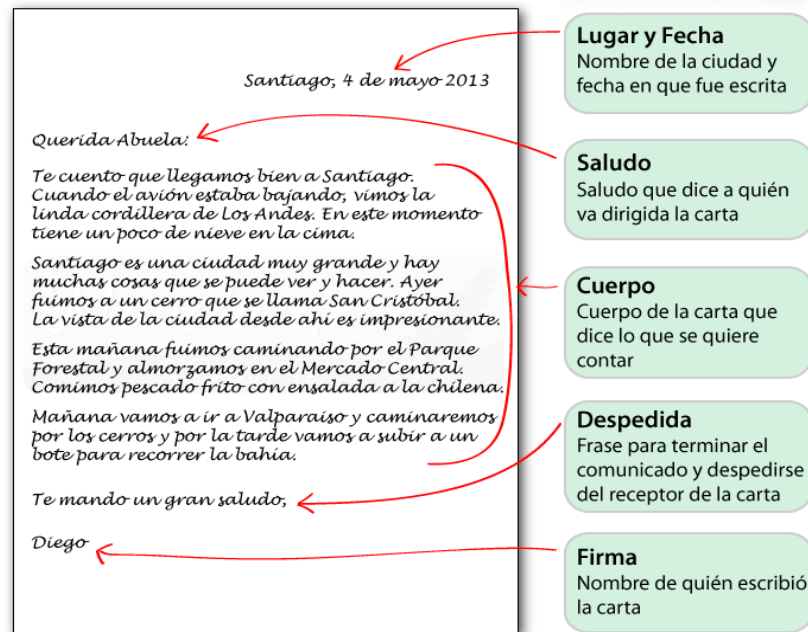 Santiago, 4 de mayo 2013
Querida Abuela:
Te cuento que llegamos bien a Santiago.
Cuando el avión estaba bajando, vimos la
linda cordillera de Los Andes. En este momento
tiene un poco de nieve en la cima.
Santiago es una ciudad muy grande y hay
muchas cosas que se puede ver y hacer. Ayer
fuimos a un cerro que se llama San Cristóbal.
La vista de la ciudad desde ahí es impresionante.
Esta mañana fuimos caminando por el Parque
Forestal y almorzamos en el Mercado Central.
Comimos pescado frito con ensalada a la chilena.
Mañana vamos a ir a Valparaíso y caminaremos
por los cerros y por la tarde vamos a subir a un
bote para recorrer la bahía.
Te mando un gran saludo,
Diego
Lugar y Fecha
Nombre de la ciudad y
fecha en que fue escrita
Saludo
Saludo que dice a quién
va dirigida la carta
Cuerpo
Cuerpo de la carta que
dice lo que se quiere
contar
Despedida
Frase para terminar el
comunicado y despedirse
del receptor de la carta
Firma
Nombre de quién escribió
la carta